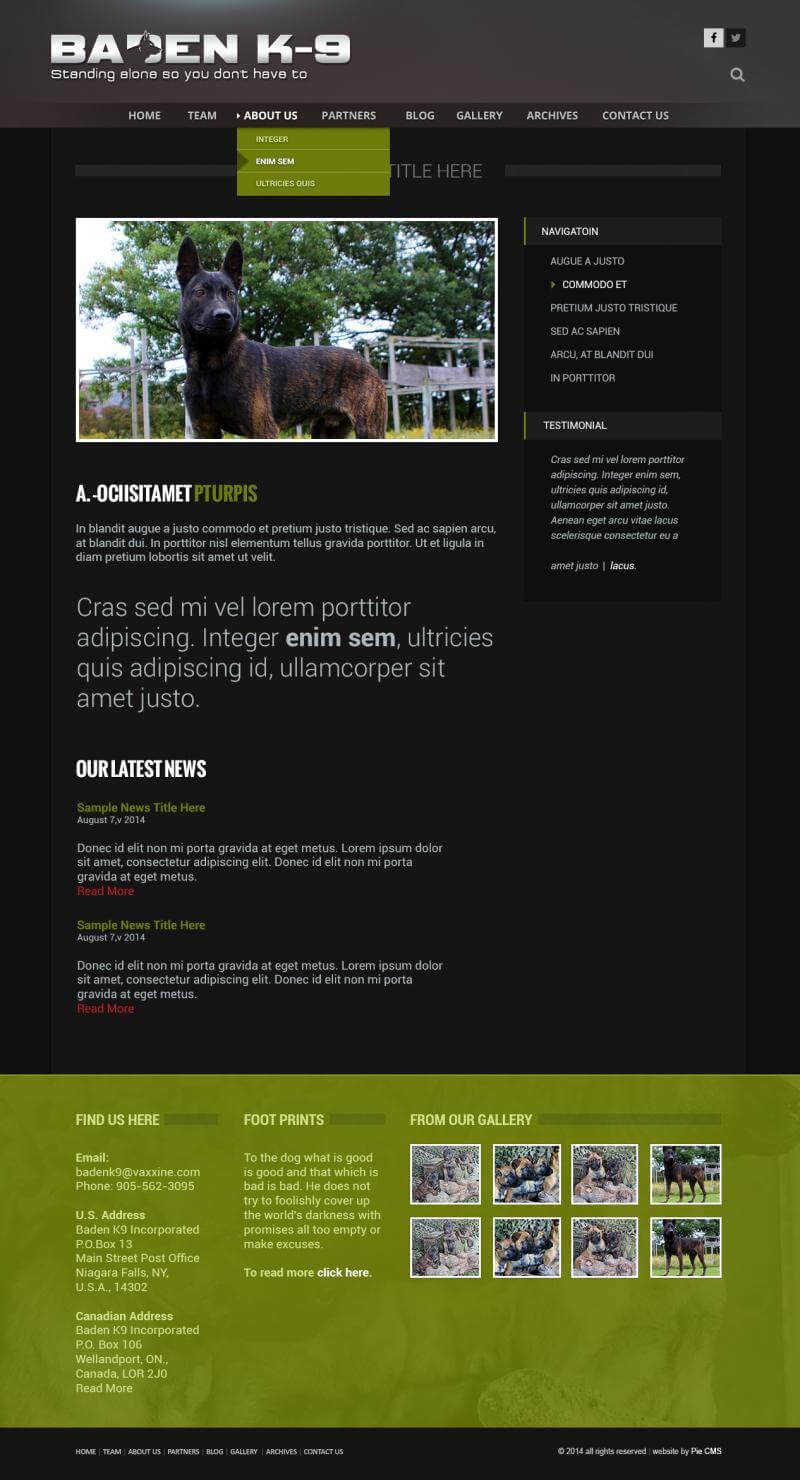 BADEN K-9
Standing alone so you dont have to
HOME TEAM ABOUT US PARTNERS BLOG GALLERY ARCHIVES CONTACT US
INTEGER
ENIM SEM
ULTRICIES QUIS
TITLE HERE
NAVIGATOIN
AUGUE A JUSTO
COMMODO ET
PRETIUM JUSTO TRISTIQUE
SED AC SAPIEN
ARCU, AT BLANDIT DUI
IN PORTTITOR
TESTIMONIAL
Cras sed mi vel lorem porttitor
adipiscing. Integer enim sem,
ultricies quis adipiscing id,
ullamcorper sit amet justo.
Aenean eget arcu vitae lacus
scelerisque consectetur eu a
amet justo | lacus.
A. -OCIISITAMET PTURPIS
In blandit augue a justo commodo et pretium justo tristique. Sed ac sapien arcu,
at blandit dui. In porttitor nisl elementum tellus gravida porttitor. Ut et ligula in
diam pretium lobortis sit amet ut velit.
Cras sed mi vel lorem porttitor
adipiscing. Integer enim sem, ultricies
quis adipiscing id, ullamcorper sit
amet justo.
OUR LATEST NEWS
Sample News Title Here
August 7,v 2014
Donec id elit non mi porta gravida at eget metus. Lorem ipsum dolor
sit amet, consectetur adipiscing elit. Donec id elit non mi porta
gravida at eget metus.
Read More
Sample News Title Here
August 7,v 2014
Donec id elit non mi porta gravida at eget metus. Lorem ipsum dolor
sit amet, consectetur adipiscing elit. Donec id elit non mi porta
gravida at eget metus.
Read More
FIND US HERE
Email:
badenk9@vaxxine.com
Phone: 905-562-3095
U.S. Address
Baden K9 Incorporated
P.O.Box 13
Main Street Post Office
Niagara Falls, NY,
U.S.A., 14302
Canadian Address
Baden K9 Incorporated
P.O. Box 106
Wellandport, ON.,
Canada, LOR 2J0
Read More
FOOT PRINTS
To the dog what is good
is good and that which is
bad is bad. He does not
try to foolishly cover up
the world's darkness with
promises all too empty or
make excuses.
To read more click here.
FROM OUR GALLERY
HOME | TEAM | ABOUT US | PARTNERS | BLOG | GALLERY | ARCHIVES | CONTACT US
© 2014 all rights reserved | website by Pie CMS